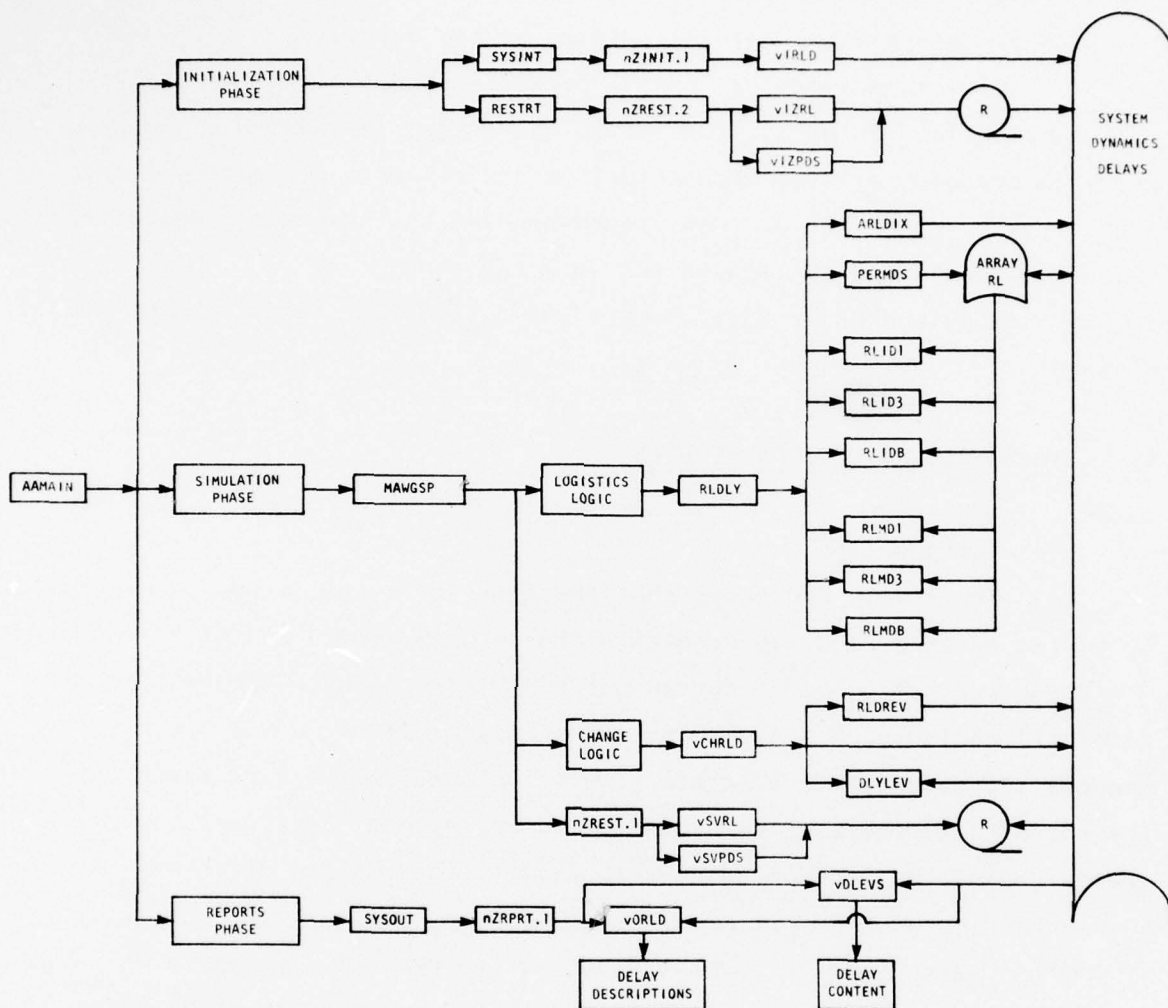 SYSINT
nZINIT.1
vIRLD
INITIALIZATION
PHASE
RESTRT
nZREST.2
vIZRL
R
vIZPDS
SYSTEM
DYNAMICS
DELAYS
ARLDIX
PERMDS
ARRAY
RL
RLID1
RLID3
RLIDB
AAMAIN
SIMULATION
PHASE
MAWGSP
LOGISTICS
LOGIC
RLDLY
RLMD1
RLMD3
RLMDB
RLDREV
CHANGE
LOGIC
vCHRLD
DLYLEV
nZREST.1
vSVRL
R
vSVPDS
vDLEVS
REPORTS
PHASE
SYSOUT
nZRPRT.1
vORLD
DELAY
DESCRIPTIONS
DELAY
CONTENT